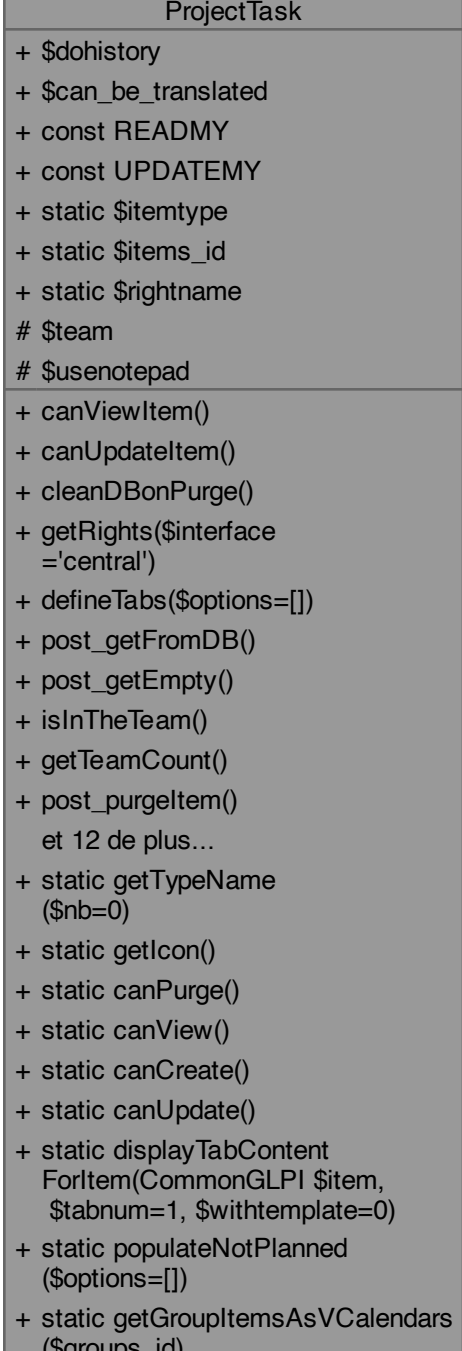 ProjectTask
+ $dohistory
+ $can_be_translated
+ const READMY
+ const UPDATEMY
+ static $itemtype
+ static $items_id
+ static $rightname
# $team
# $usenotepad
+ canViewItem()
+ canUpdateItem()
+ cleanDBonPurge()
+ getRights($interface
='central')
+ defineTabs($options=[])
+ post_getFromDB()
+ post_getEmpty()
+ isInTheTeam()
+ getTeamCount()
+ post_purgeItem()
et 12 de plus...
+ static getTypeName
($nb=0)
+ static getIcon()
+ static canPurge()
+ static canView()
+ static canCreate()
+ static canUpdate()
+ static displayTabContent
ForItem(CommonGLPI $item,
$tabnum=1, $withtemplate=0)
+ static populateNotPlanned
($options=[])
+ static getGroupItemsAsVCalendars
($groups_id)